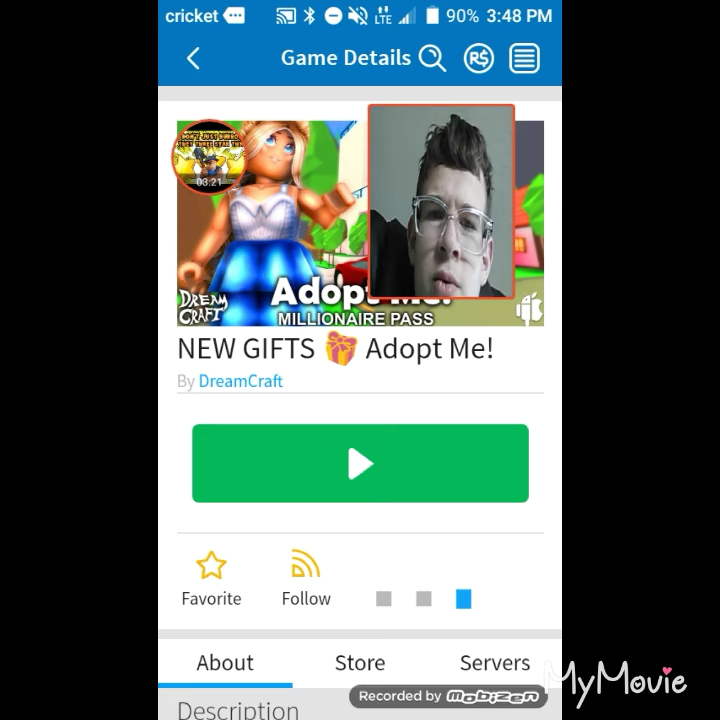 cricket
LTE 90% 3:48 PM
Game Details R$
03:21
DREAM
CRAFT
Adopt Me!
MILLIONAIRE PASS
NEW GIFTS 🎁 Adopt Me!
By DreamCraft
Favorite
Follow
About
Store
Servers
MyMovie
Recorded by mobizen
Description